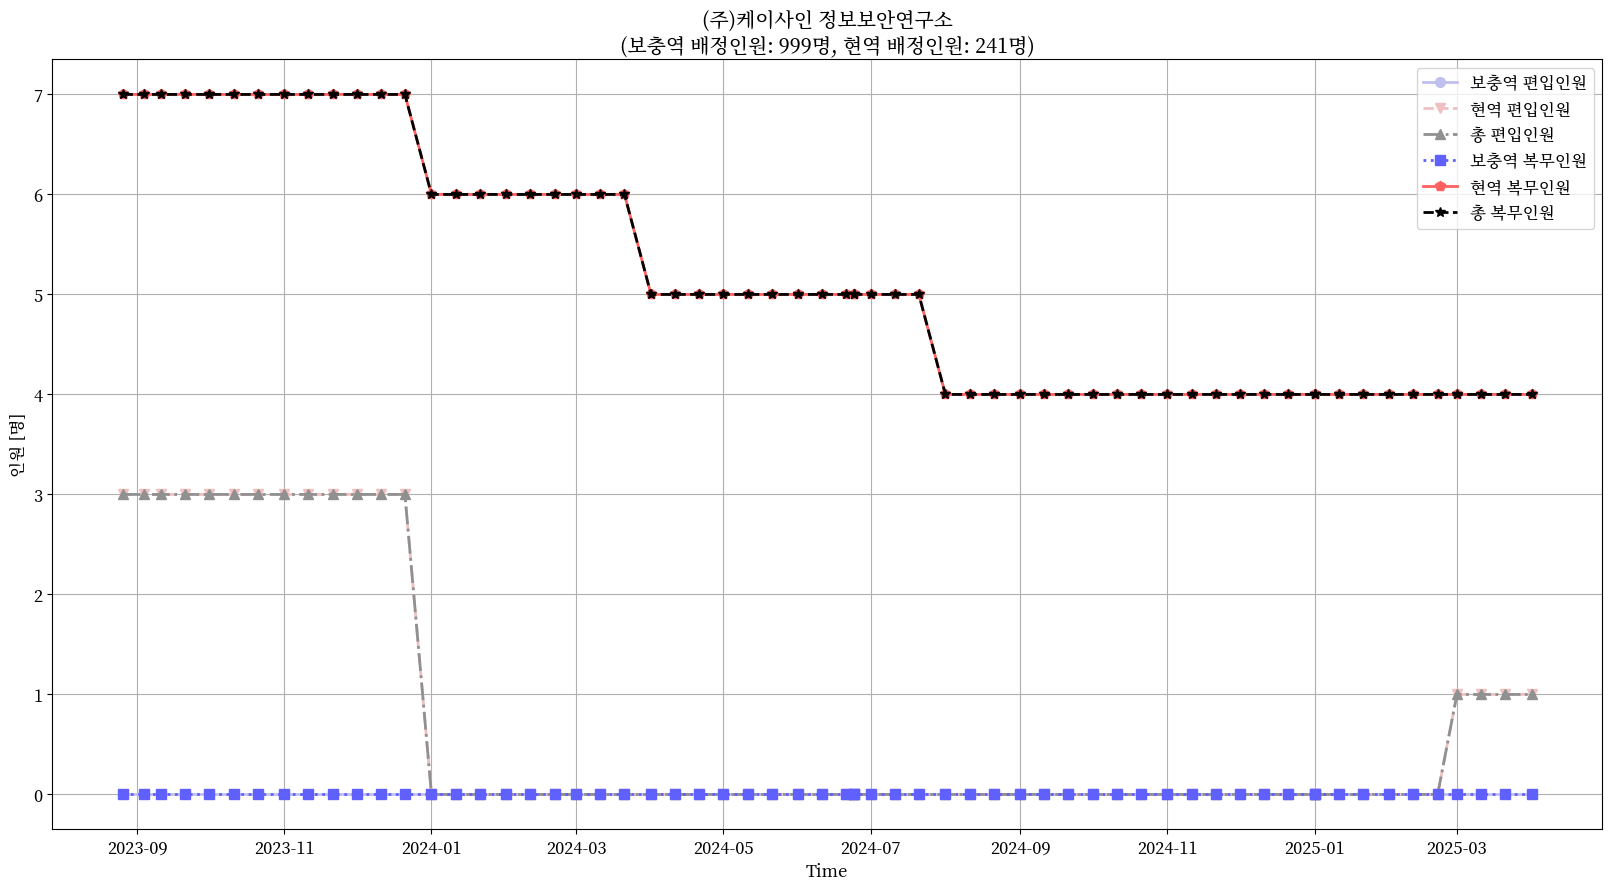 (주)케이사인 정보보안연구소
(보충역 배정인원: 999명, 현역 배정인원: 241명)
보충역 편입인원
현역 편입인원
총 편입인원
보충역 복무인원
현역 복무인원
총 복무인원
인원 [명]
7
6
5
4
3
2
1
0
2023-09 2023-11 2024-01 2024-03 2024-05 2024-07 2024-09 2024-11 2025-01 2025-03
Time